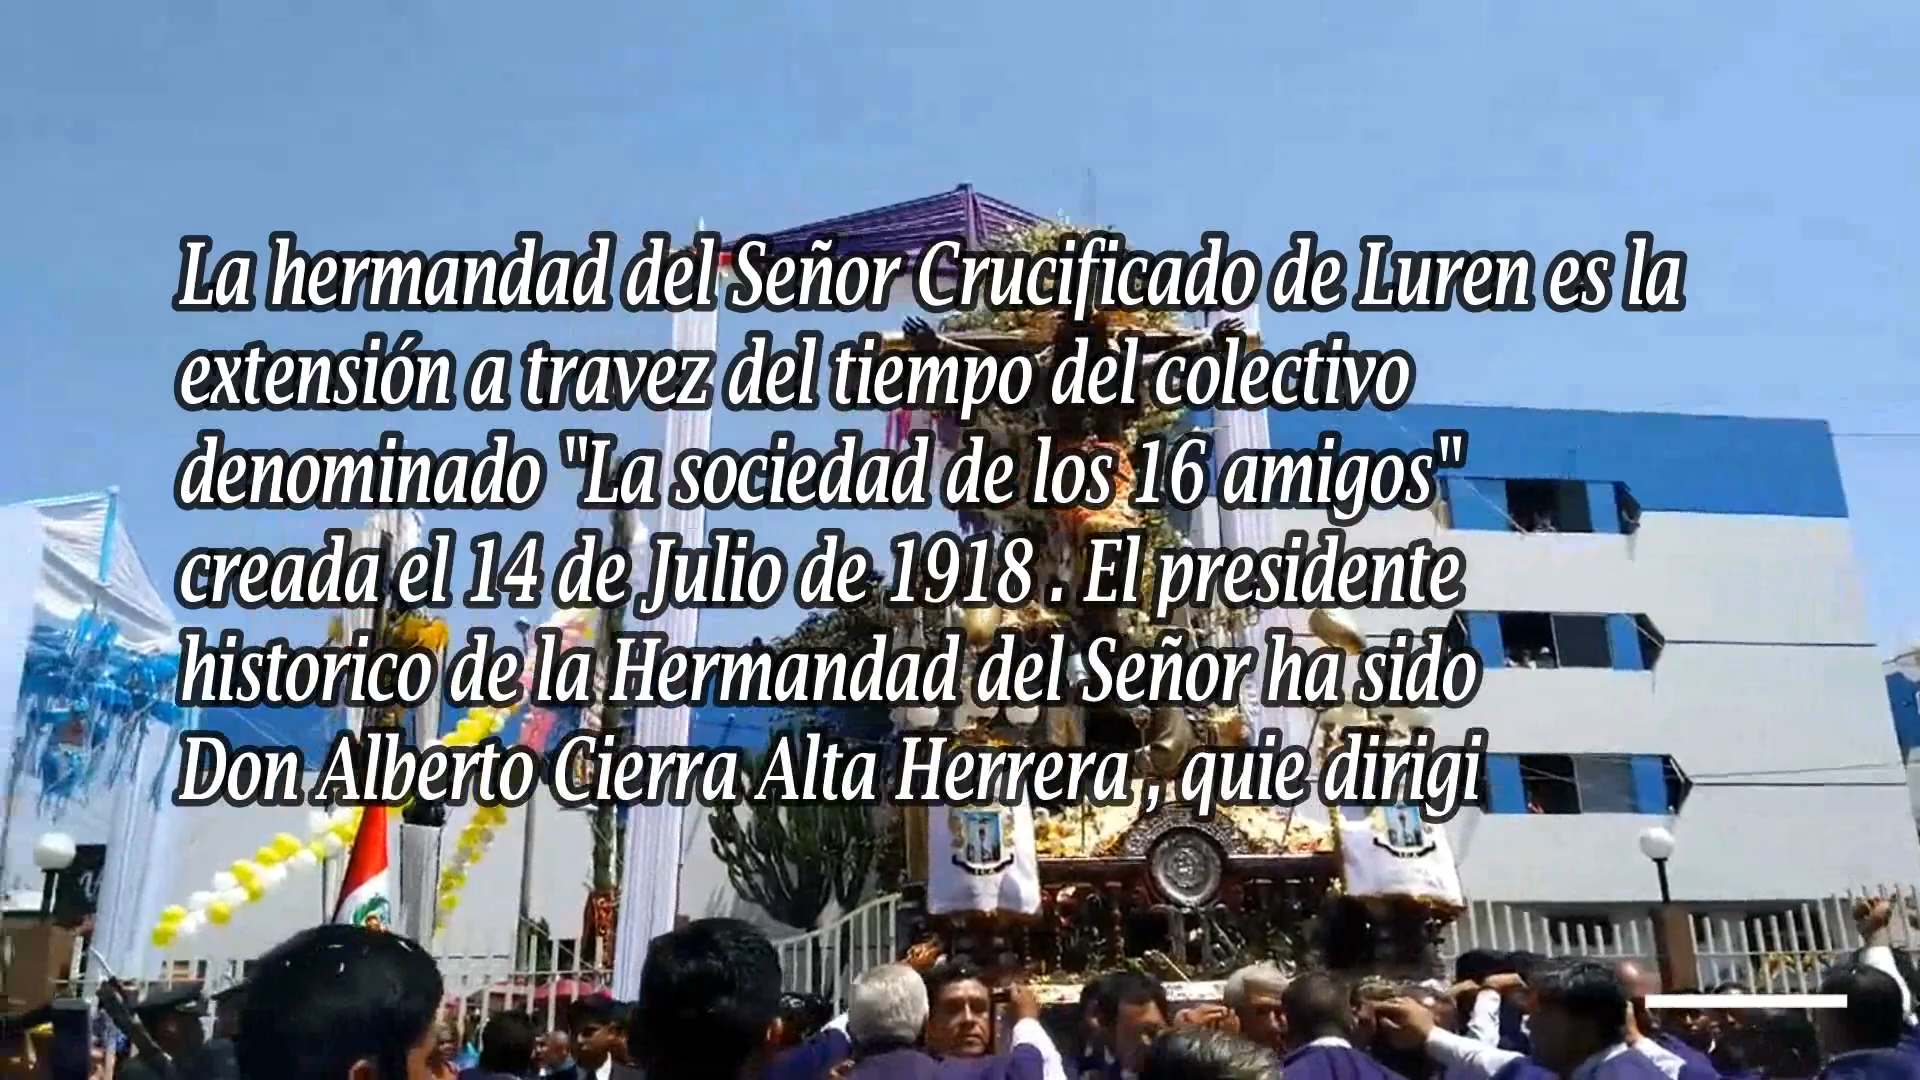 La hermandad del Señor Crucificado de Luren es la
extensión a travez del tiempo del colectivo
denominado "La sociedad de los 16 amigos"
creada el 14 de Julio de 1918 . El presidente
historico de la Hermandad del Señor ha sido
Don Alberto Cierra Alta Herrera , quie dirigi